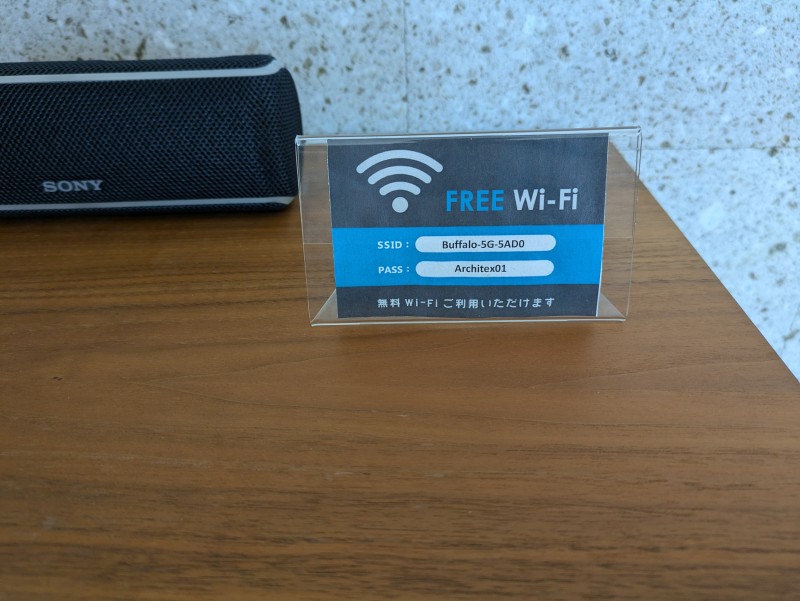 SONY
FREE Wi-Fi
SSID : Buffalo-5G-5AD0
PASS : Architex01
無料 Wi-Fi ご利用いただけます